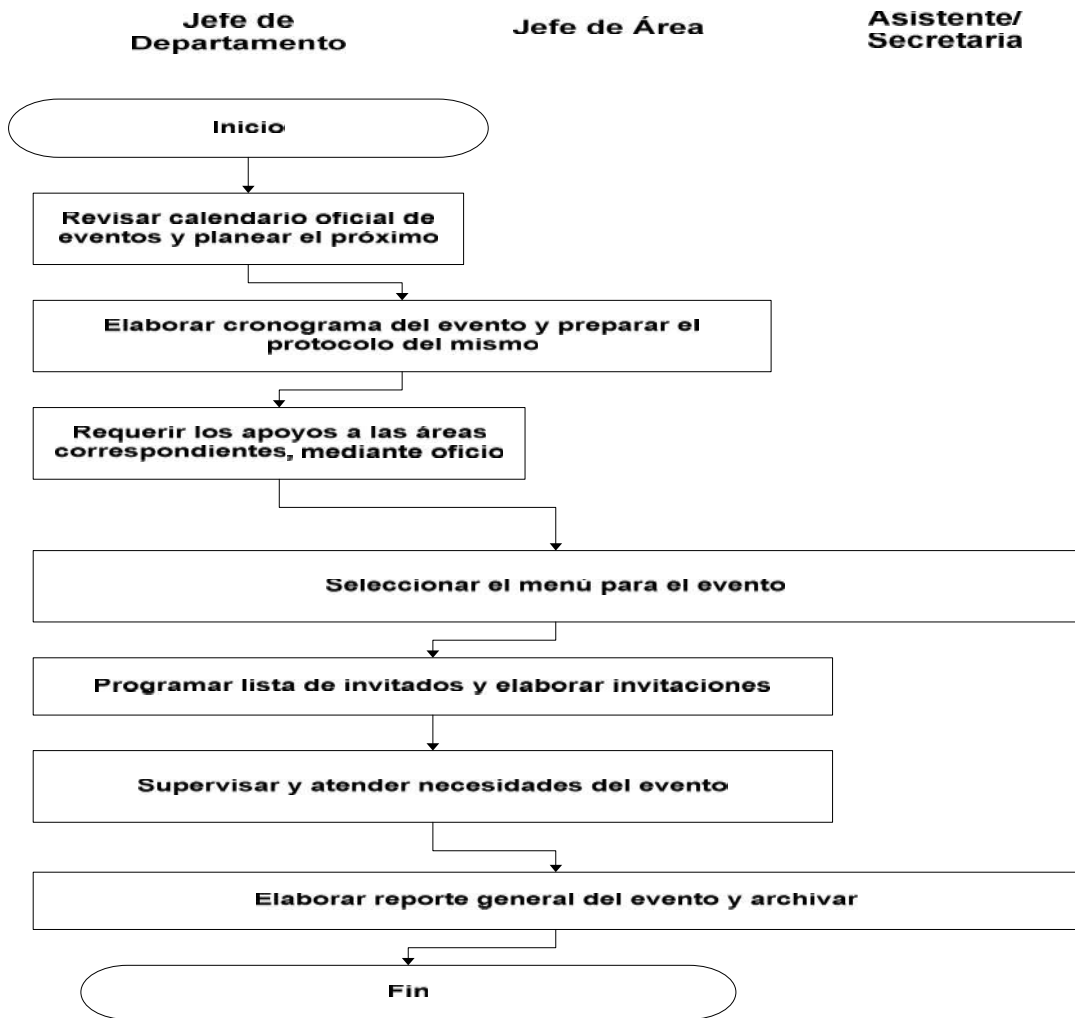 Jefe de
Departamento
Jefe de Área
Asistente/
Secretaria
Inicio
Revisar calendario oficial de
eventos y planear el próximo
Elaborar cronograma del evento y preparar el
protocolo del mismo
Requerir los apoyos a las áreas
correspondientes, mediante oficio
Seleccionar el menú para el evento
Programar lista de invitados y elaborar invitaciones
Supervisar y atender necesidades del evento
Elaborar reporte general del evento y archivar
Fin